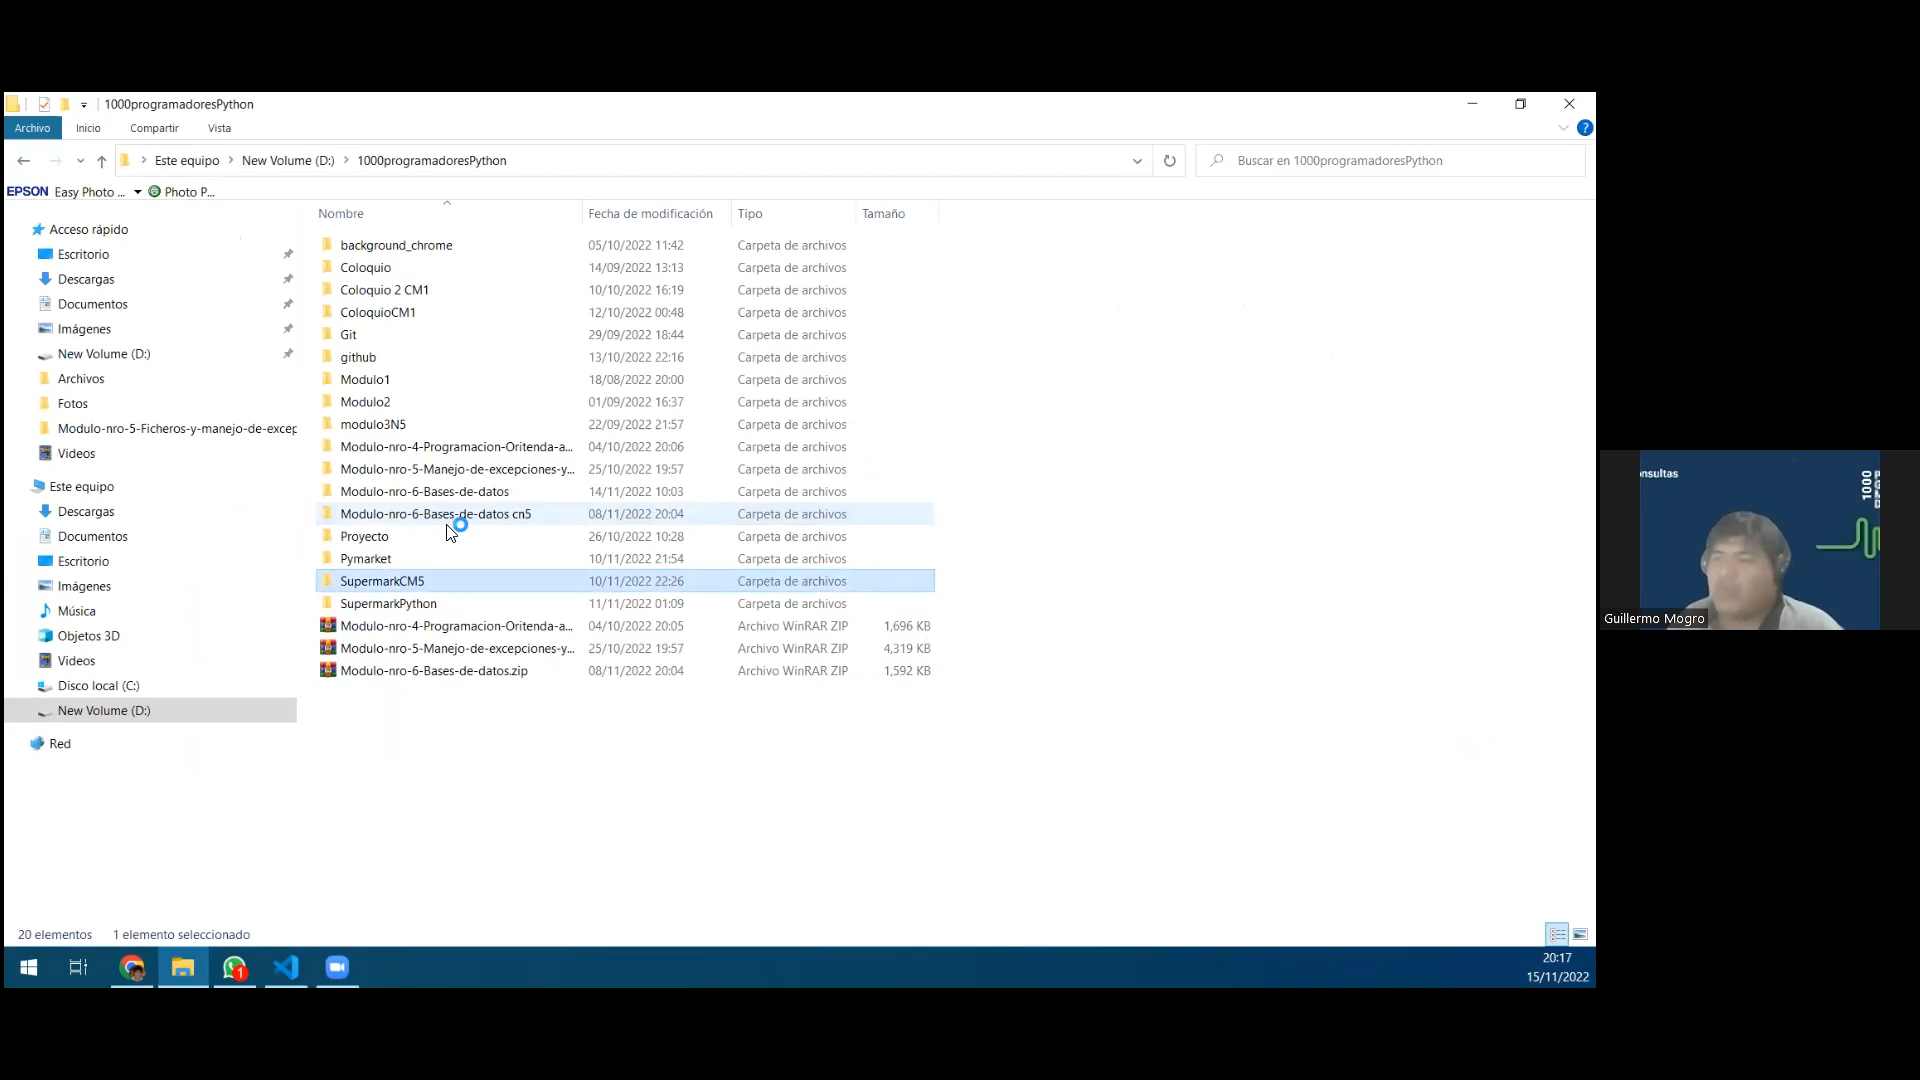 1000programadoresPython
Archivo Inicio Compartir Vista
Este equipo New Volume (D:) 1000programadoresPython
Buscar en 1000programadoresPython
EPSON Easy Photo ... Photo P...
Nombre Fecha de modificación Tipo Tamaño
Acceso rápido
Escritorio
Descargas
Documentos
Imágenes
New Volume (D:)
Archivos
Fotos
Modulo-nro-5-Ficheros-y-manejo-de-excep
Videos
Este equipo
Descargas
Documentos
Escritorio
Imágenes
Música
Objetos 3D
Videos
Disco local (C:)
New Volume (D:)
Red
background_chrome 05/10/2022 11:42 Carpeta de archivos
Coloquio 14/09/2022 13:13 Carpeta de archivos
Coloquio 2 CM1 10/10/2022 16:19 Carpeta de archivos
ColoquioCM1 12/10/2022 00:48 Carpeta de archivos
Git 29/09/2022 18:44 Carpeta de archivos
github 13/10/2022 22:16 Carpeta de archivos
Modulo1 18/08/2022 20:00 Carpeta de archivos
Modulo2 01/09/2022 16:37 Carpeta de archivos
modulo3N5 22/09/2022 21:57 Carpeta de archivos
Modulo-nro-4-Programacion-Oritenda-a... 04/10/2022 20:06 Carpeta de archivos
Modulo-nro-5-Manejo-de-excepciones-y... 25/10/2022 19:57 Carpeta de archivos
Modulo-nro-6-Bases-de-datos 14/11/2022 10:03 Carpeta de archivos
Modulo-nro-6-Bases-de-datos cn5 08/11/2022 20:04 Carpeta de archivos
Proyecto 26/10/2022 10:28 Carpeta de archivos
Pymarket 10/11/2022 21:54 Carpeta de archivos
SupermarkCM5 10/11/2022 22:26 Carpeta de archivos
SupermarkPython 11/11/2022 01:09 Carpeta de archivos
Modulo-nro-4-Programacion-Oritenda-a... 04/10/2022 20:05 Archivo WinRAR ZIP 1,696 KB
Modulo-nro-5-Manejo-de-excepciones-y... 25/10/2022 19:57 Archivo WinRAR ZIP 4,319 KB
Modulo-nro-6-Bases-de-datos.zip 08/11/2022 20:04 Archivo WinRAR ZIP 1,592 KB
20 elementos 1 elemento seleccionado
1
20:17
15/11/2022
nsultas
1000
Guillermo Mogro